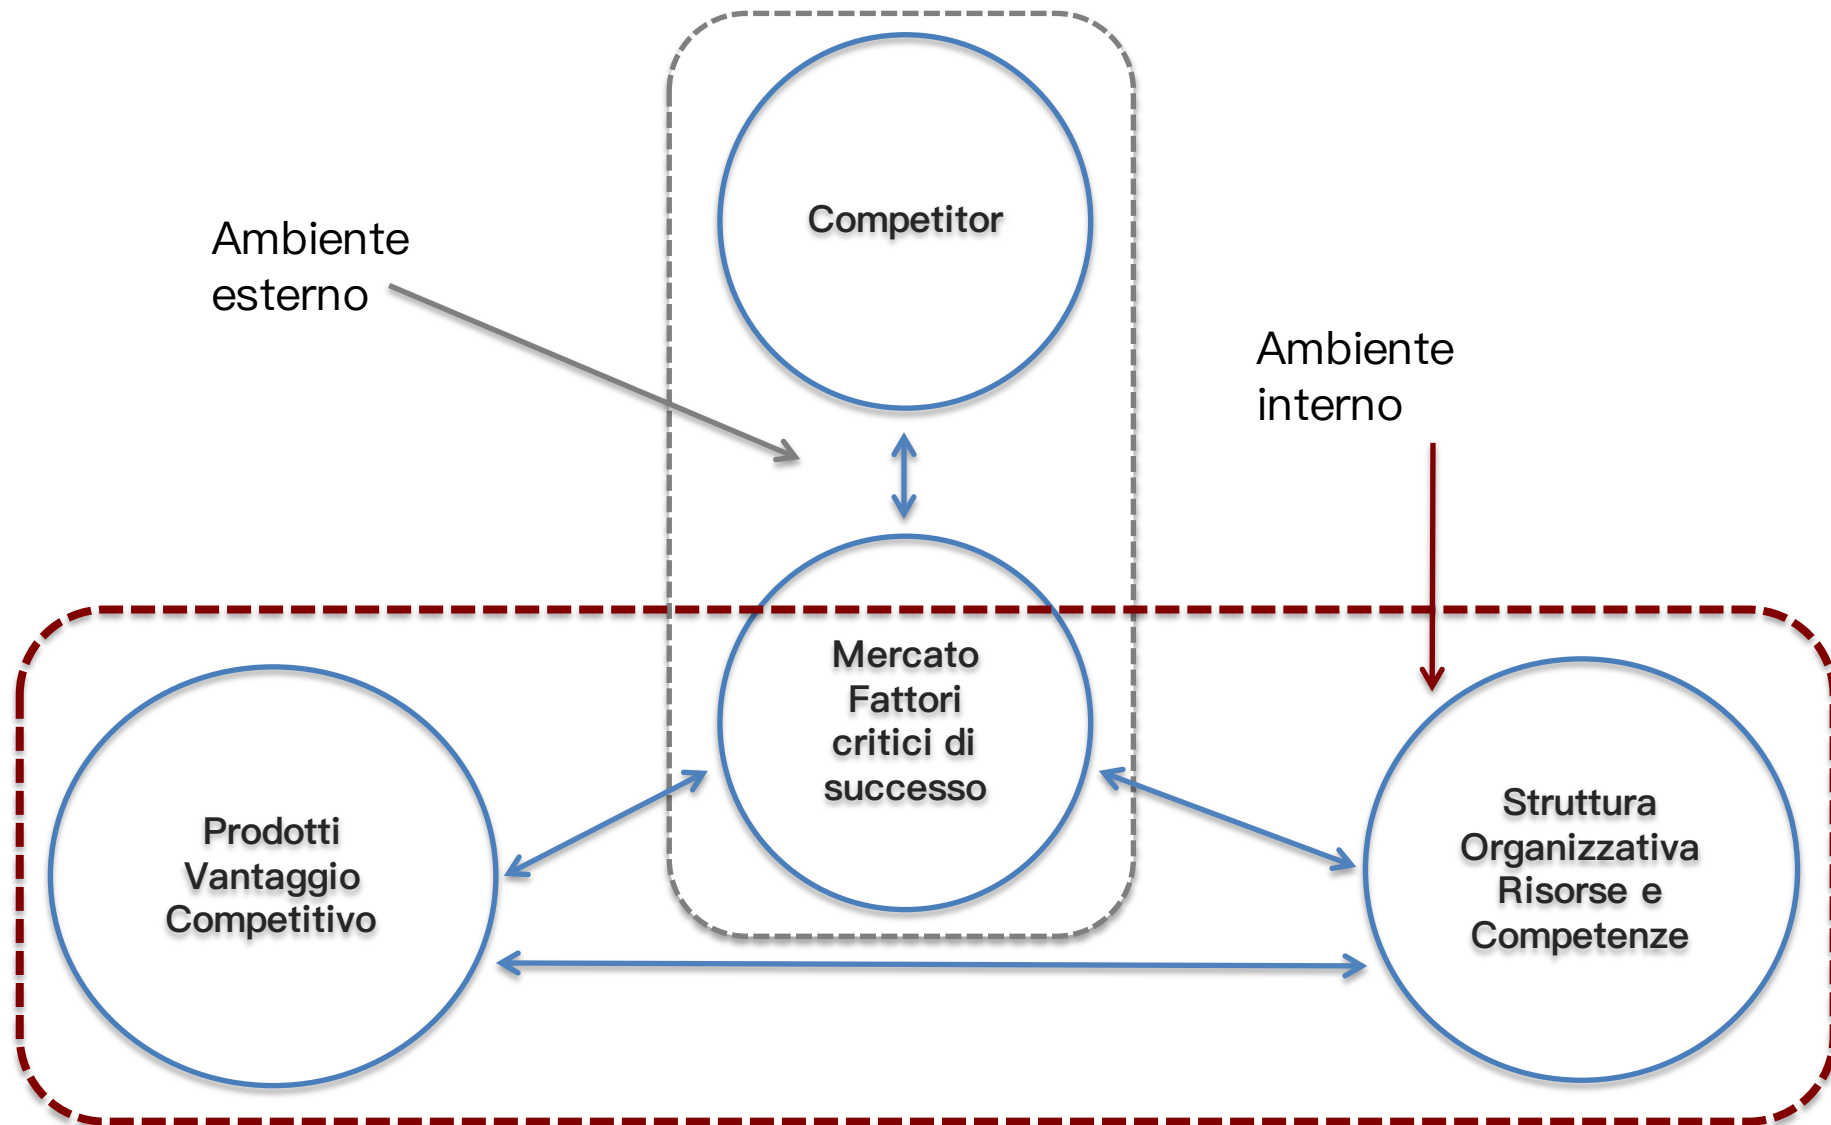 Competitor
Ambiente
esterno
Ambiente
interno
Mercato
Fattori
critici di
successo
Prodotti
Vantaggio
Competitivo
Struttura
Organizzativa
Risorse e
Competenze